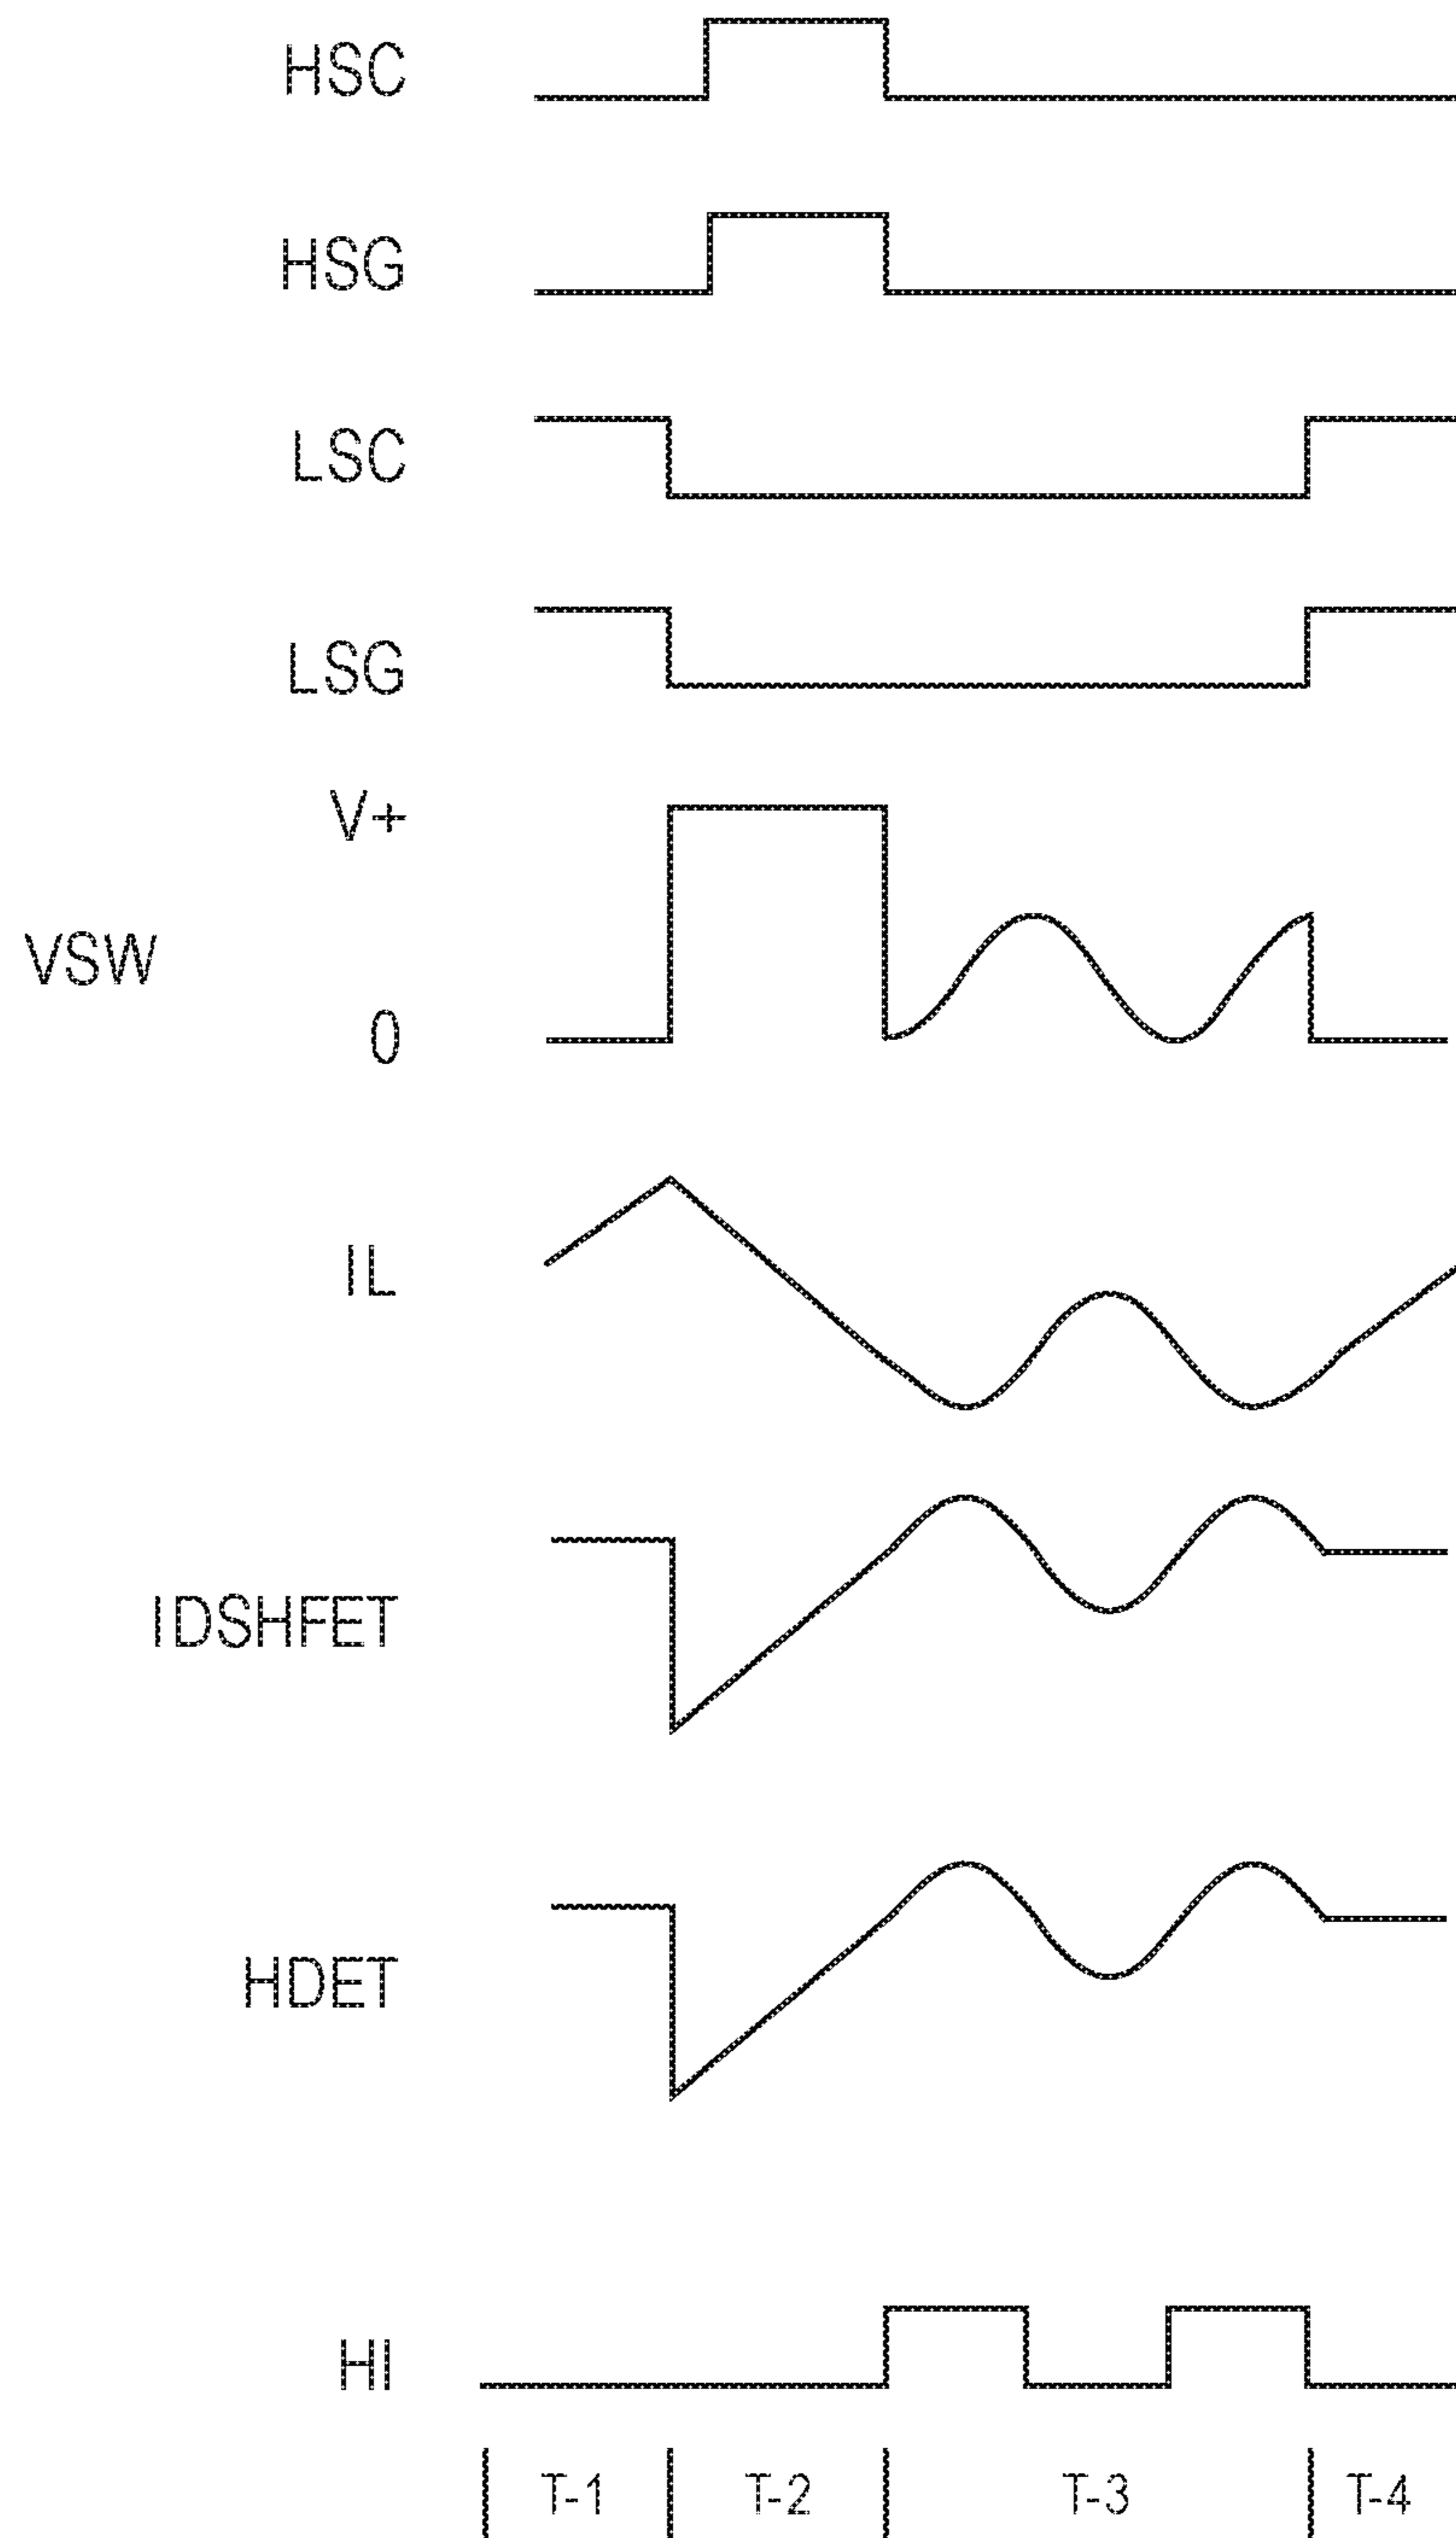 HSC
HSG
LSC
LSG
V+
VSW
0
IL
IDSHFET
HDET
HI
T-1 T-2 T-3 T-4